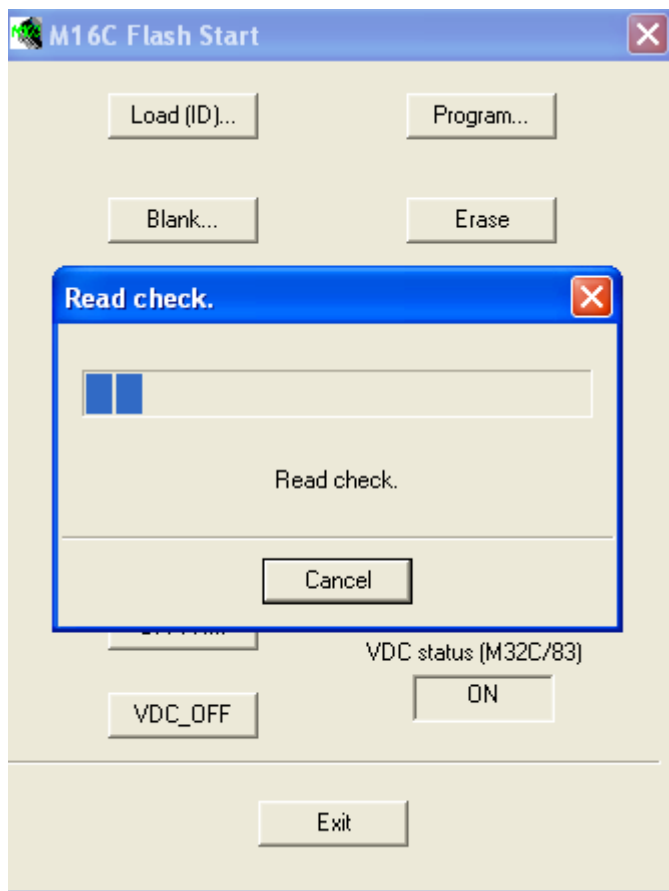 M16C Flash Start
Load (ID)... Program...
Blank... Erase
Read check.
Read check.
Cancel
VDC status (M32C/83)
VDC_OFF ON
Exit